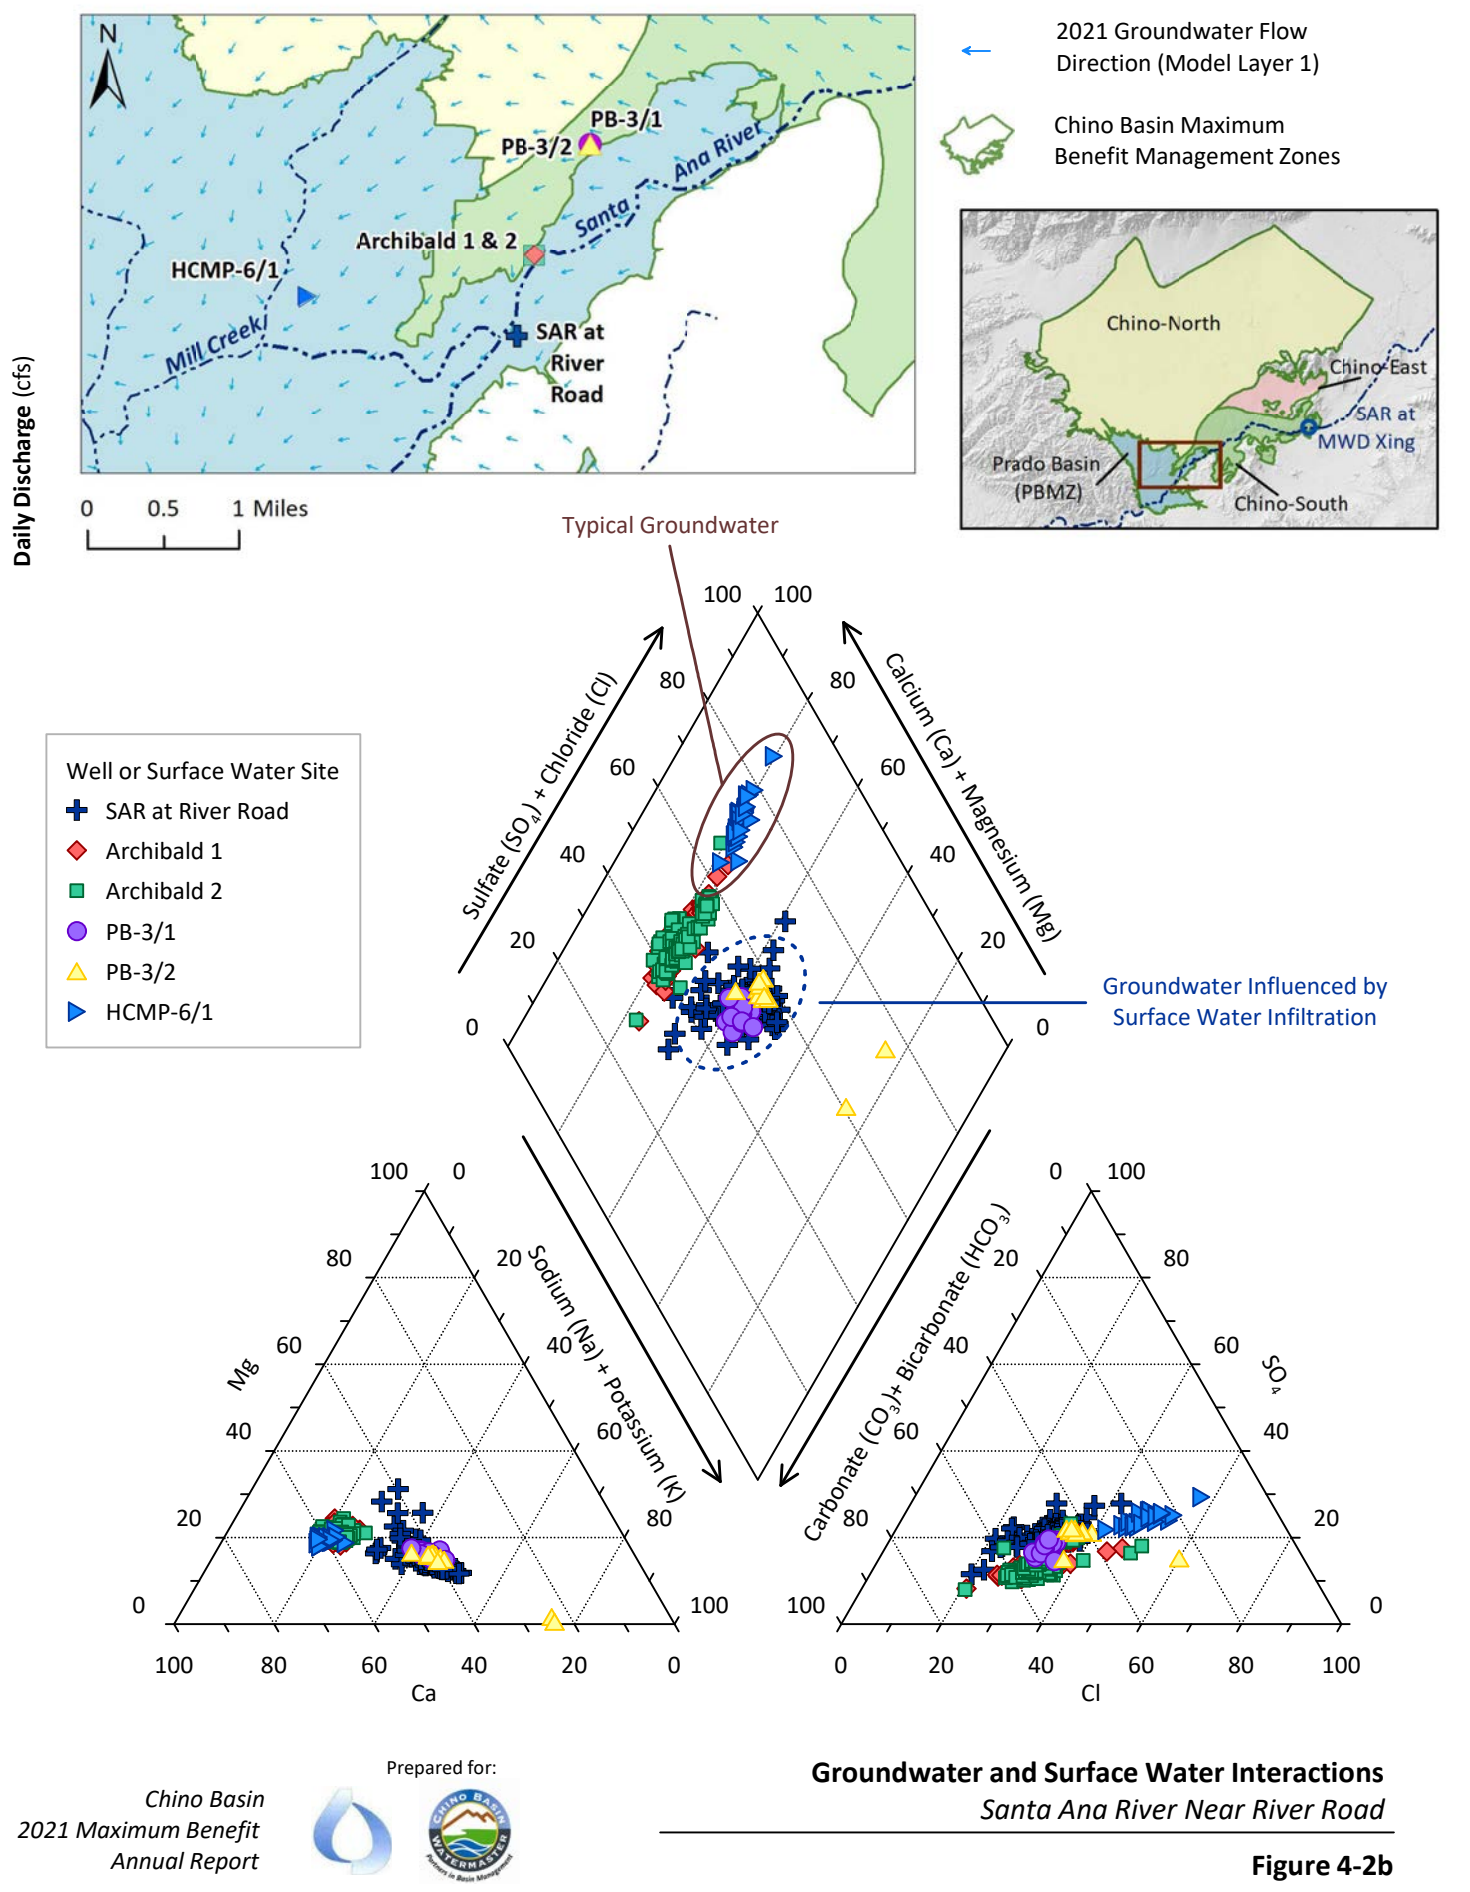 N
PB-3/1
PB-3/2
Santa Ana River
Archibald 1 & 2
HCMP-6/1
Mill Creek
SAR at
River
Road
0 0.5 1 Miles
2021 Groundwater Flow
Direction (Model Layer 1)
Chino Basin Maximum
Benefit Management Zones
Chino-North
Chino-East
SAR at
MWD Xing
Prado Basin
(PBMZ)
Chino-South
Daily Discharge (cfs)
Typical Groundwater
100 100
80 80
60 60
40 40
20 20
0 0
Sulfate (SO₄) + Chloride (Cl)
Calcium (Ca) + Magnesium (Mg)
Well or Surface Water Site
SAR at River Road
Archibald 1
Archibald 2
PB-3/1
PB-3/2
HCMP-6/1
Groundwater Influenced by
Surface Water Infiltration
Sodium (Na) + Potassium (K)
Carbonate (CO₃)+ Bicarbonate (HCO₃)
100 0
80 20
60 40
40 60
20 80
0 100
Mg
100 80 60 40 20 0
Ca
0 100
20 80
40 60
60 40
80 20
100 0
SO₄
0 20 40 60 80 100
Cl
Prepared for:
Chino Basin
2021 Maximum Benefit
Annual Report
CHINO BASIN
WATERMASTER
Partners in Basin Management
Groundwater and Surface Water Interactions
Santa Ana River Near River Road
Figure 4-2b